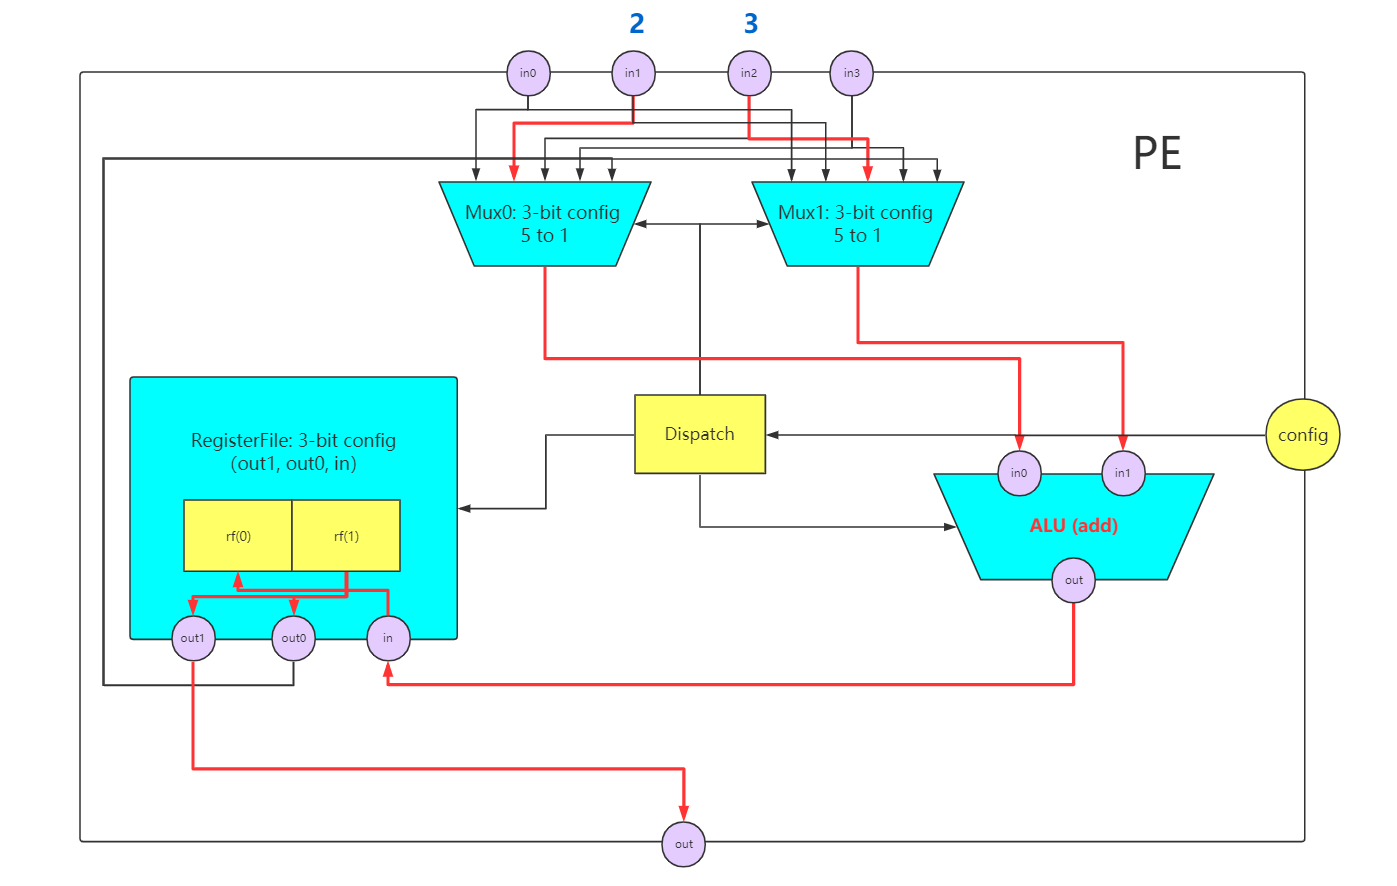 2
3
in0
in1
in2
in3
PE
Mux0: 3-bit config
5 to 1
Mux1: 3-bit config
5 to 1
RegisterFile: 3-bit config
(out1, out0, in)
Dispatch
config
in0
in1
ALU (add)
rf(0)
rf(1)
out
out1
out0
in
out